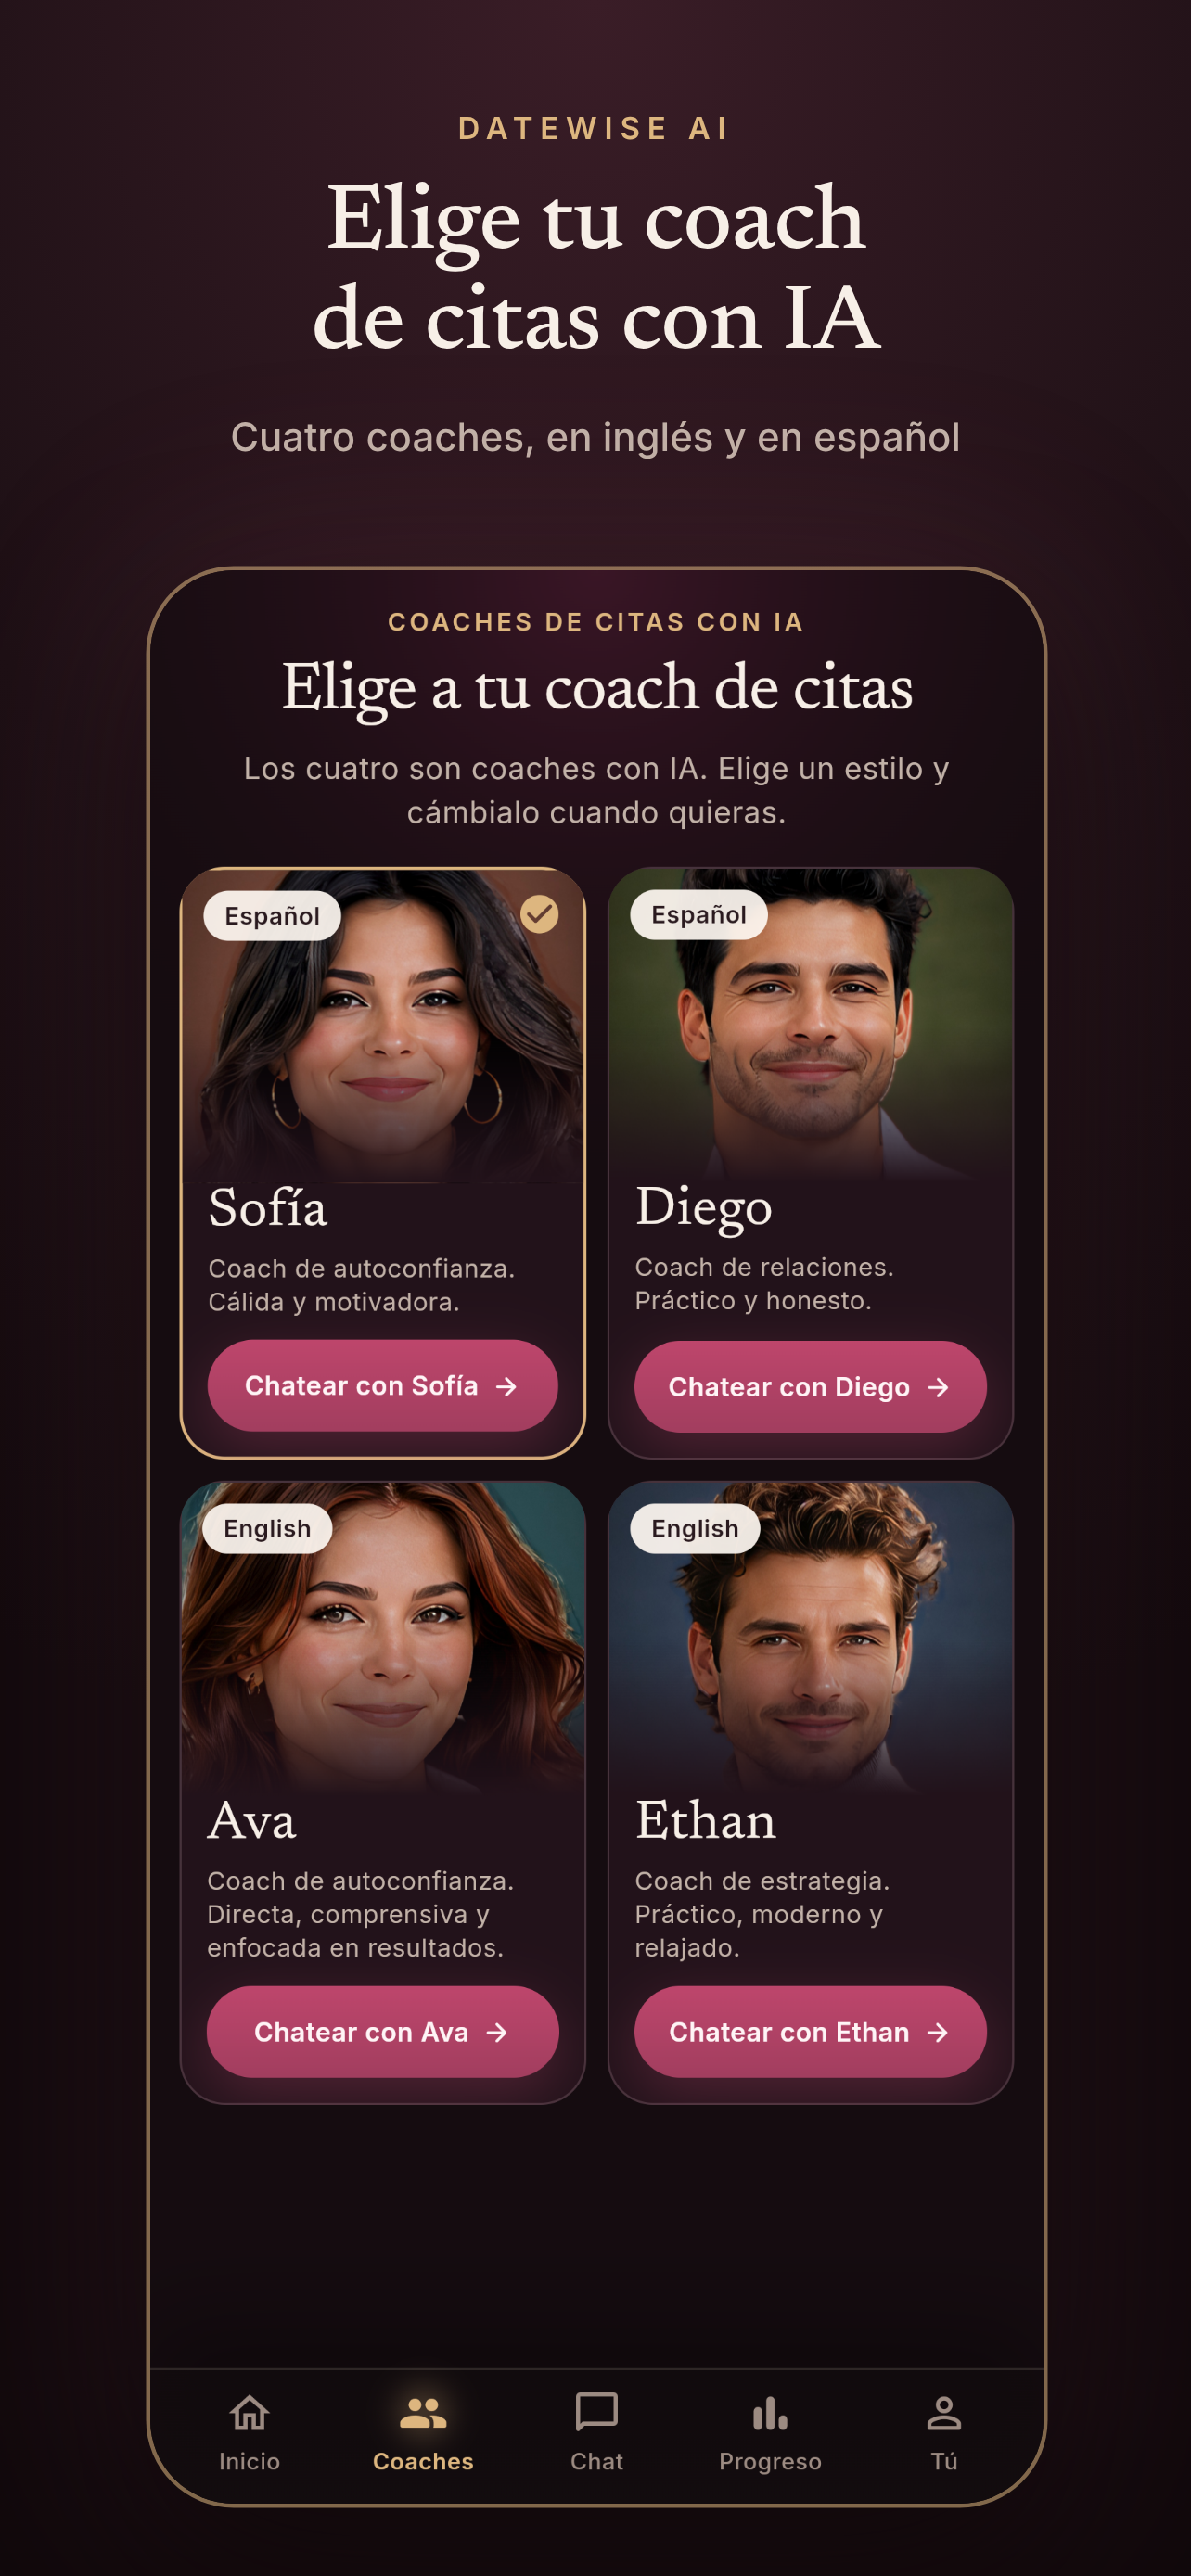 DATEWISE AI
Elige tu coach
de citas con IA
Cuatro coaches, en inglés y en español
COACHES DE CITAS CON IA
Elige a tu coach de citas
Los cuatro son coaches con IA. Elige un estilo y
cámbialo cuando quieras.
Español
Sofía
Coach de autoconfianza.
Cálida y motivadora.
Chatear con Sofía →
Español
Diego
Coach de relaciones.
Práctico y honesto.
Chatear con Diego →
English
Ava
Coach de autoconfianza.
Directa, comprensiva y
enfocada en resultados.
Chatear con Ava →
English
Ethan
Coach de estrategia.
Práctico, moderno y
relajado.
Chatear con Ethan →
Inicio
Coaches
Chat
Progreso
Tú